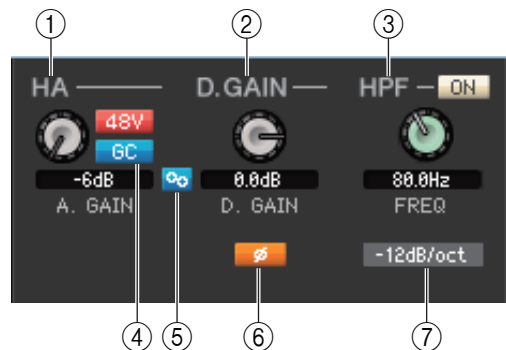 ① ② ③
HA D.GAIN HPF ON
48V
GC
-6dB 0.0dB 80.0Hz
A. GAIN D. GAIN FREQ
ø -12dB/oct
④ ⑤ ⑥ ⑦